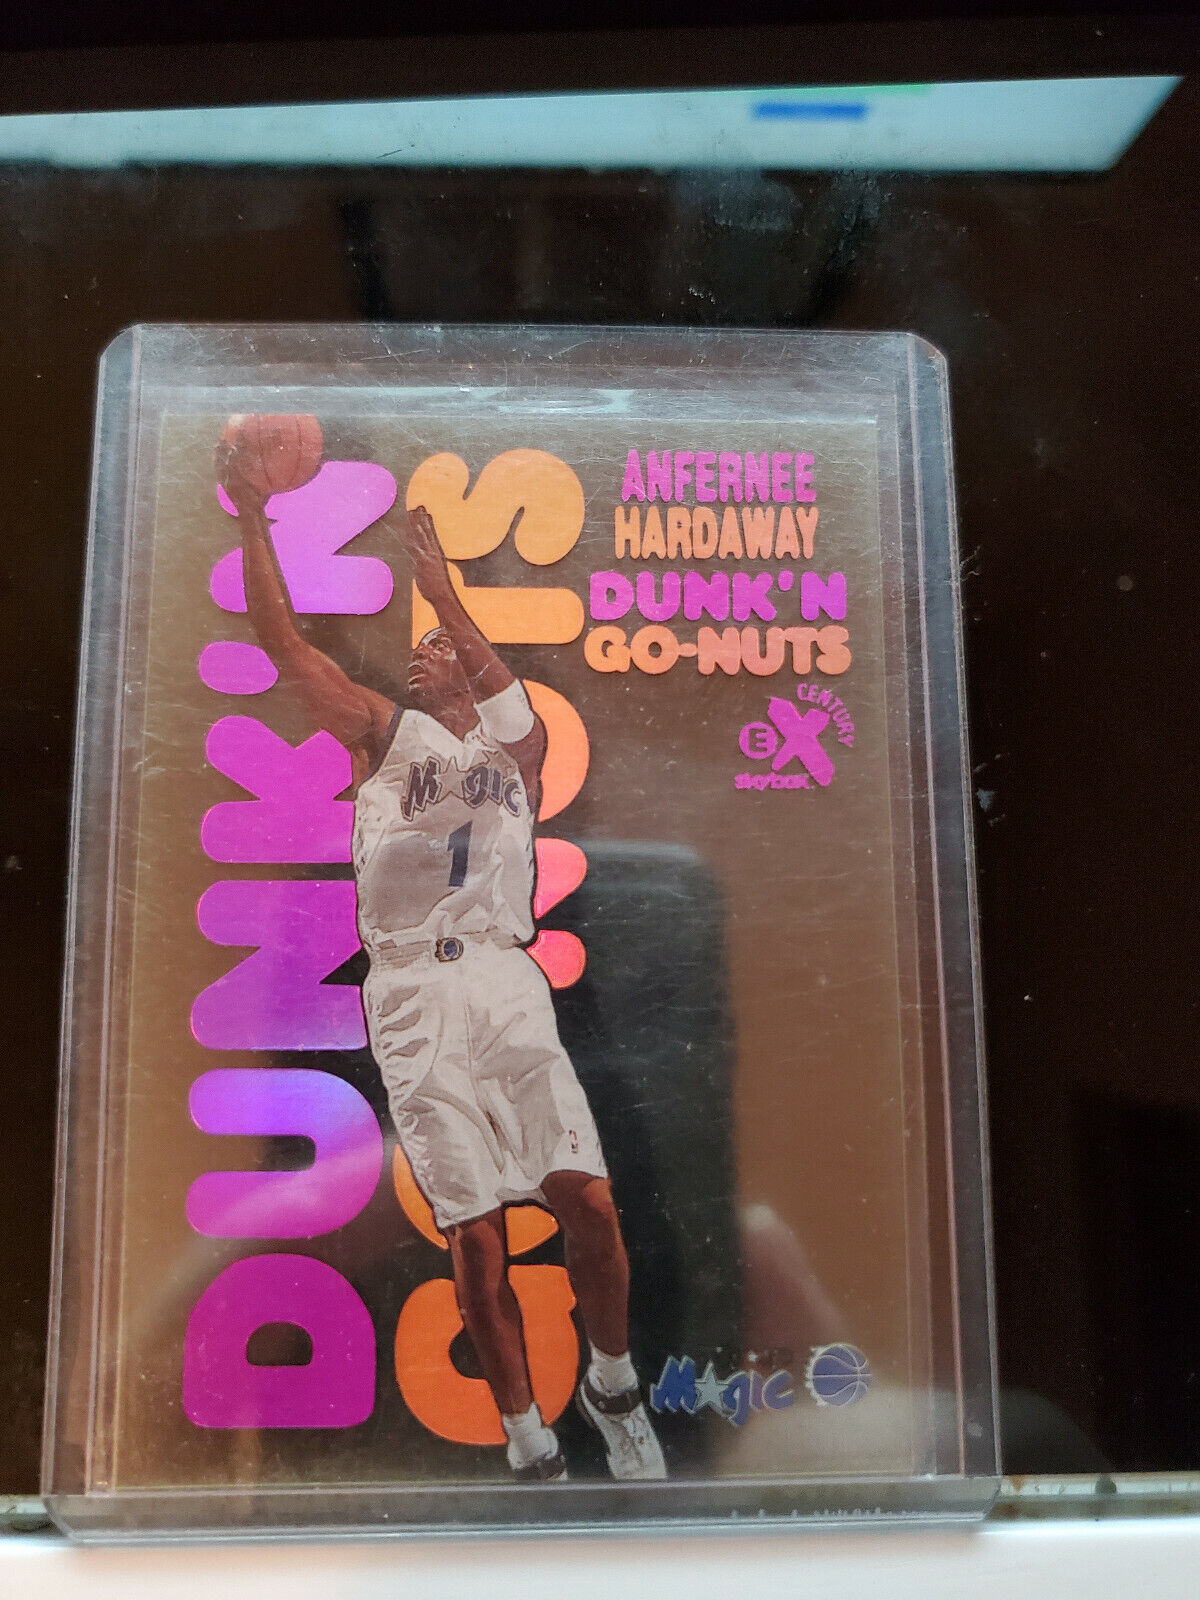 DUNK'N
GO-NUTS
ANFERNEE
HARDAWAY
DUNK'N
GO-NUTS
EX
CENTURY
SKYBOX
Magic
1
Magic